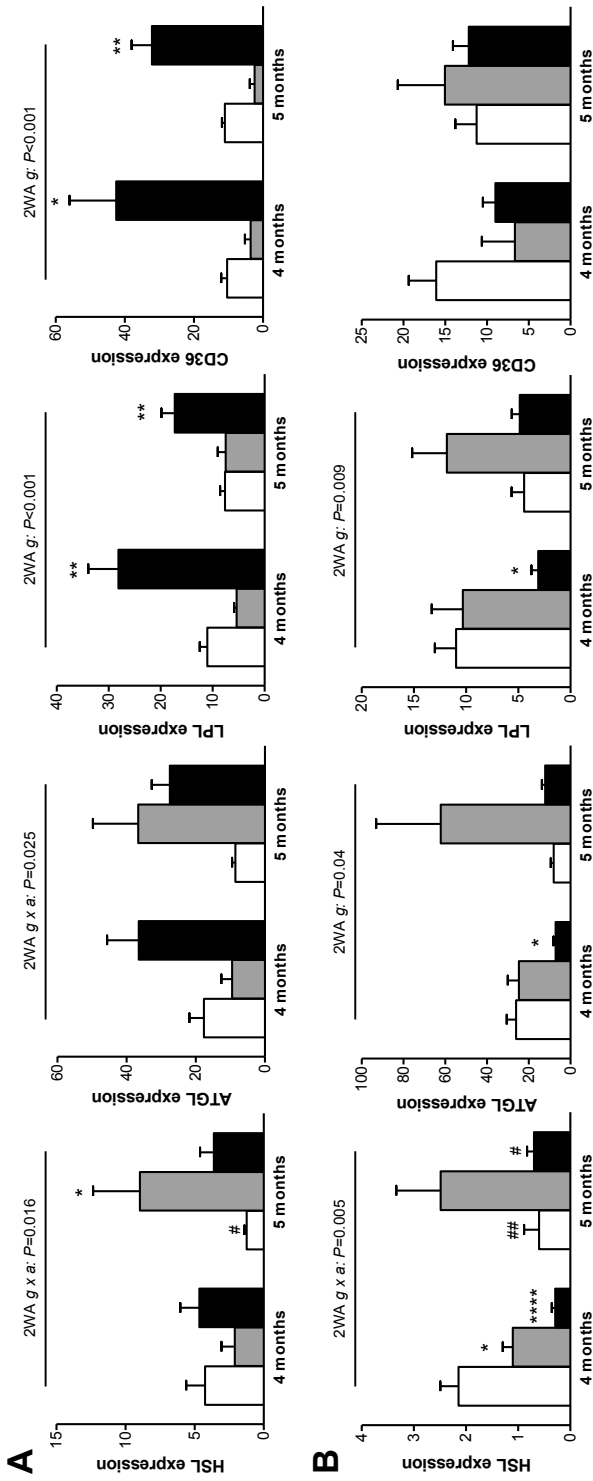 A
2WA g x a: P=0.016
HSL expression
15
10
5
0
*
#
4 months
5 months
2WA g x a: P=0.025
ATGL expression
60
40
20
0
4 months
5 months
2WA g: P<0.001
LPL expression
40
30
20
10
0
**
**
4 months
5 months
2WA g: P<0.001
CD36 expression
60
40
20
0
*
**
4 months
5 months
B
2WA g x a: P=0.005
HSL expression
4
3
2
1
0
*
****
##
#
4 months
5 months
2WA g: P=0.04
ATGL expression
100
80
60
40
20
0
*
4 months
5 months
2WA g: P=0.009
LPL expression
20
15
10
5
0
*
4 months
5 months
CD36 expression
25
20
15
10
5
0
4 months
5 months